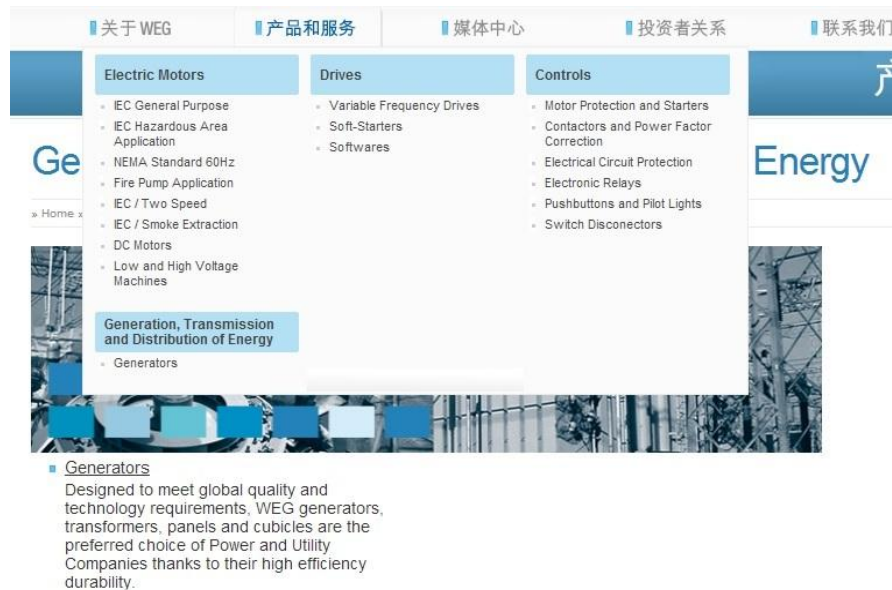 关于 WEG
产品和服务
媒体中心
投资者关系
联系我们
Electric Motors
IEC General Purpose
IEC Hazardous Area
Application
NEMA Standard 60Hz
Fire Pump Application
IEC / Two Speed
IEC / Smoke Extraction
DC Motors
Low and High Voltage
Machines
Drives
Variable Frequency Drives
Soft-Starters
Softwares
Controls
Motor Protection and Starters
Contactors and Power Factor
Correction
Electrical Circuit Protection
Electronic Relays
Pushbuttons and Pilot Lights
Switch Disconectors
Generation, Transmission
and Distribution of Energy
Generators
Ge
Energy
» Home »
Generators
Designed to meet global quality and
technology requirements, WEG generators,
transformers, panels and cubicles are the
preferred choice of Power and Utility
Companies thanks to their high efficiency
durability.